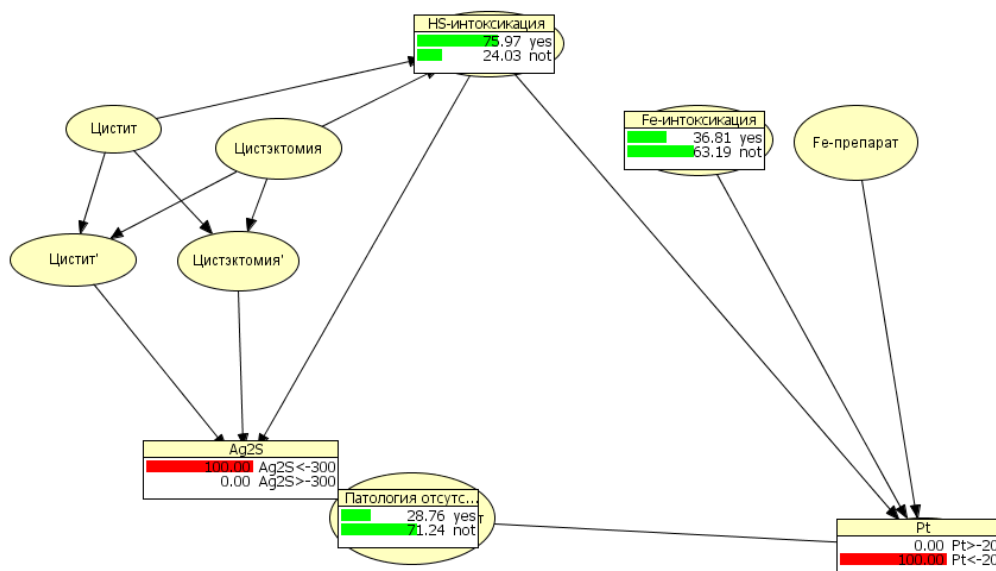 HS-интоксикация
75.97 yes
24.03 not
Цистит
Цистэктомия
Fe-интоксикация
36.81 yes
63.19 not
Fe-препарат
Цистит'
Цистэктомия'
Ag2S
100.00 Ag2S<-300
0.00 Ag2S>-300
Патология отсутс...
28.76 yes
71.24 not
т
Pt
0.00 Pt>-20
100.00 Pt<-20